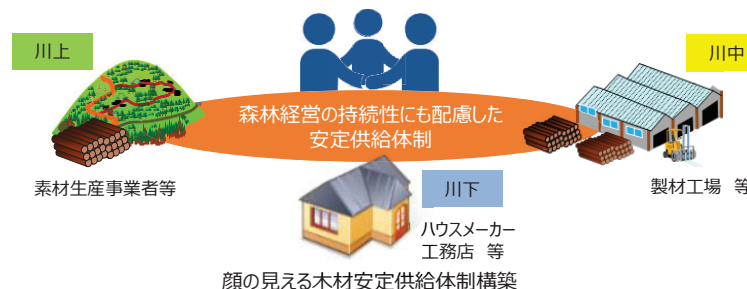 川上
川中
森林経営の持続性にも配慮した
安定供給体制
素材生産事業者等
川下
製材工場 等
ハウスメーカー
工務店 等
顔の見える木材安定供給体制構築